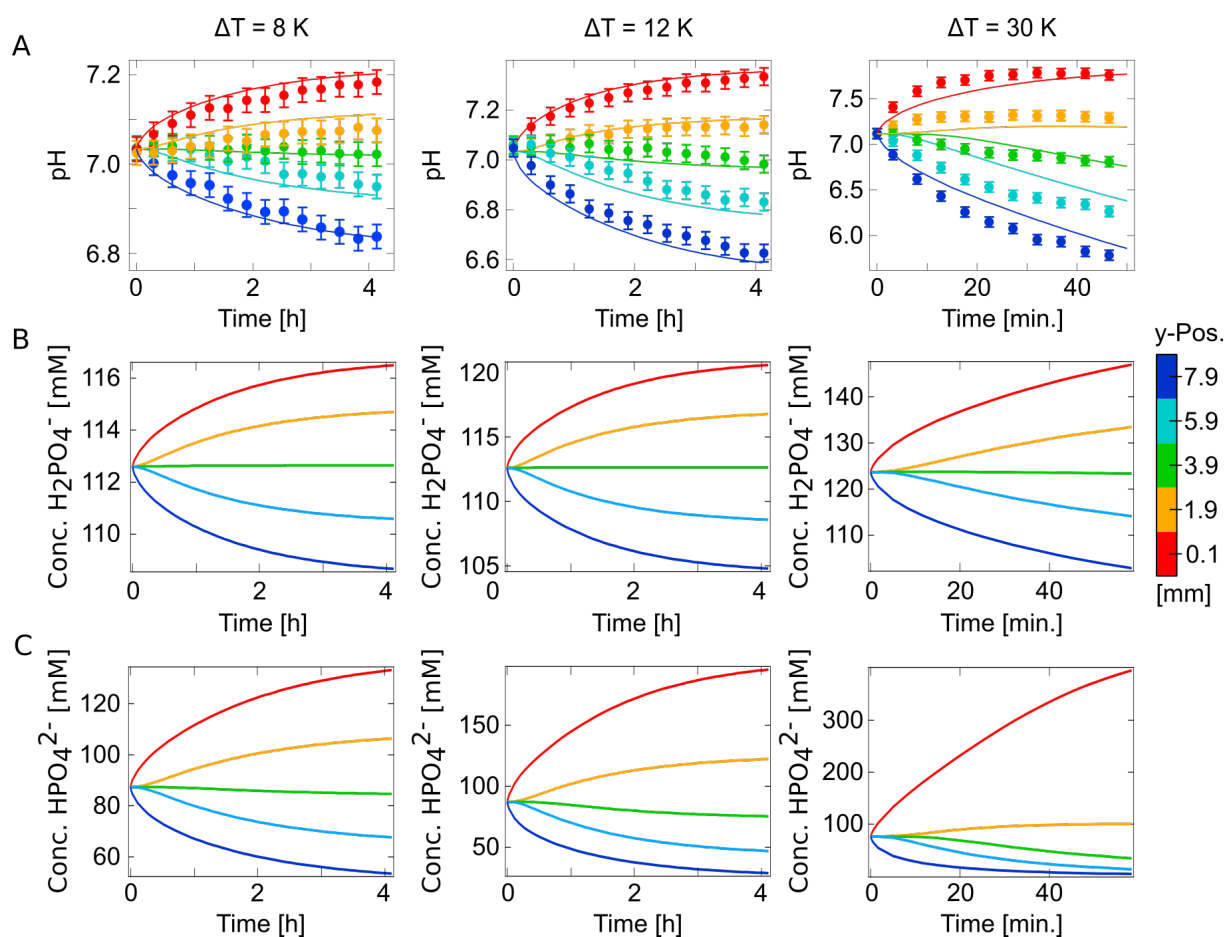 ΔT = 8 K
ΔT = 12 K
ΔT = 30 K
A
7.2
7.0
6.8
pH
0
2
4
Time [h]
7.2
7.0
6.8
6.6
pH
0
2
4
Time [h]
7.5
7.0
6.5
6.0
pH
0
20
40
Time [min.]
B
116
114
112
110
Conc. H2PO4- [mM]
0
2
4
Time [h]
120
115
110
105
Conc. H2PO4- [mM]
0
2
4
Time [h]
140
130
120
110
Conc. H2PO4- [mM]
0
20
40
Time [min.]
y-Pos.
7.9
5.9
3.9
1.9
0.1
[mm]
C
120
100
80
60
Conc. HPO42- [mM]
0
2
4
Time [h]
150
100
50
Conc. HPO42- [mM]
0
2
4
Time [h]
300
200
100
Conc. HPO42- [mM]
0
20
40
Time [min.]